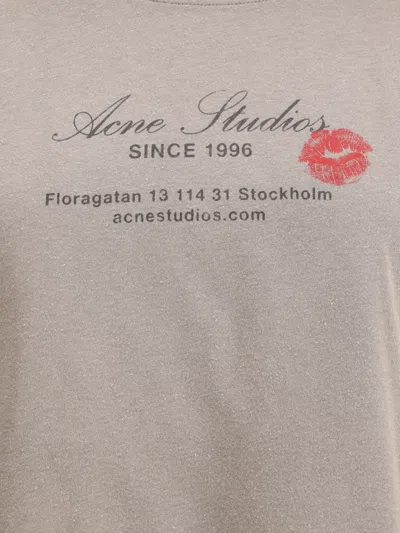 Acne Studios
SINCE 1996
Floragatan 13 114 31 Stockholm
acnestudios.com